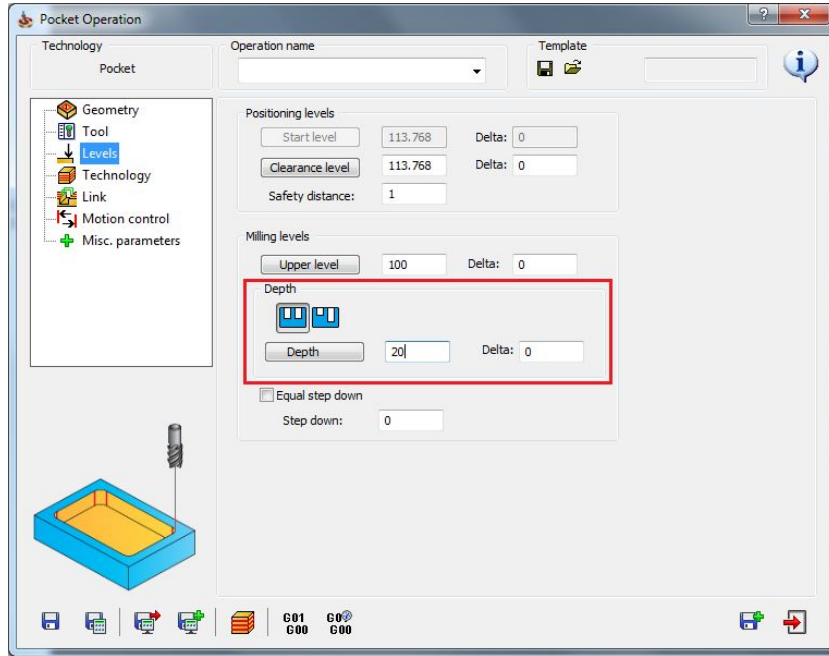 Pocket Operation
Technology
Pocket
Operation name
Template
Geometry
Tool
Levels
Technology
Link
Motion control
Misc. parameters
Positioning levels
Start level 113.768 Delta: 0
Clearance level 113.768 Delta: 0
Safety distance: 1
Milling levels
Upper level 100 Delta: 0
Depth
Depth 20 Delta: 0
Equal step down
Step down: 0
G01 G0
G00 G00